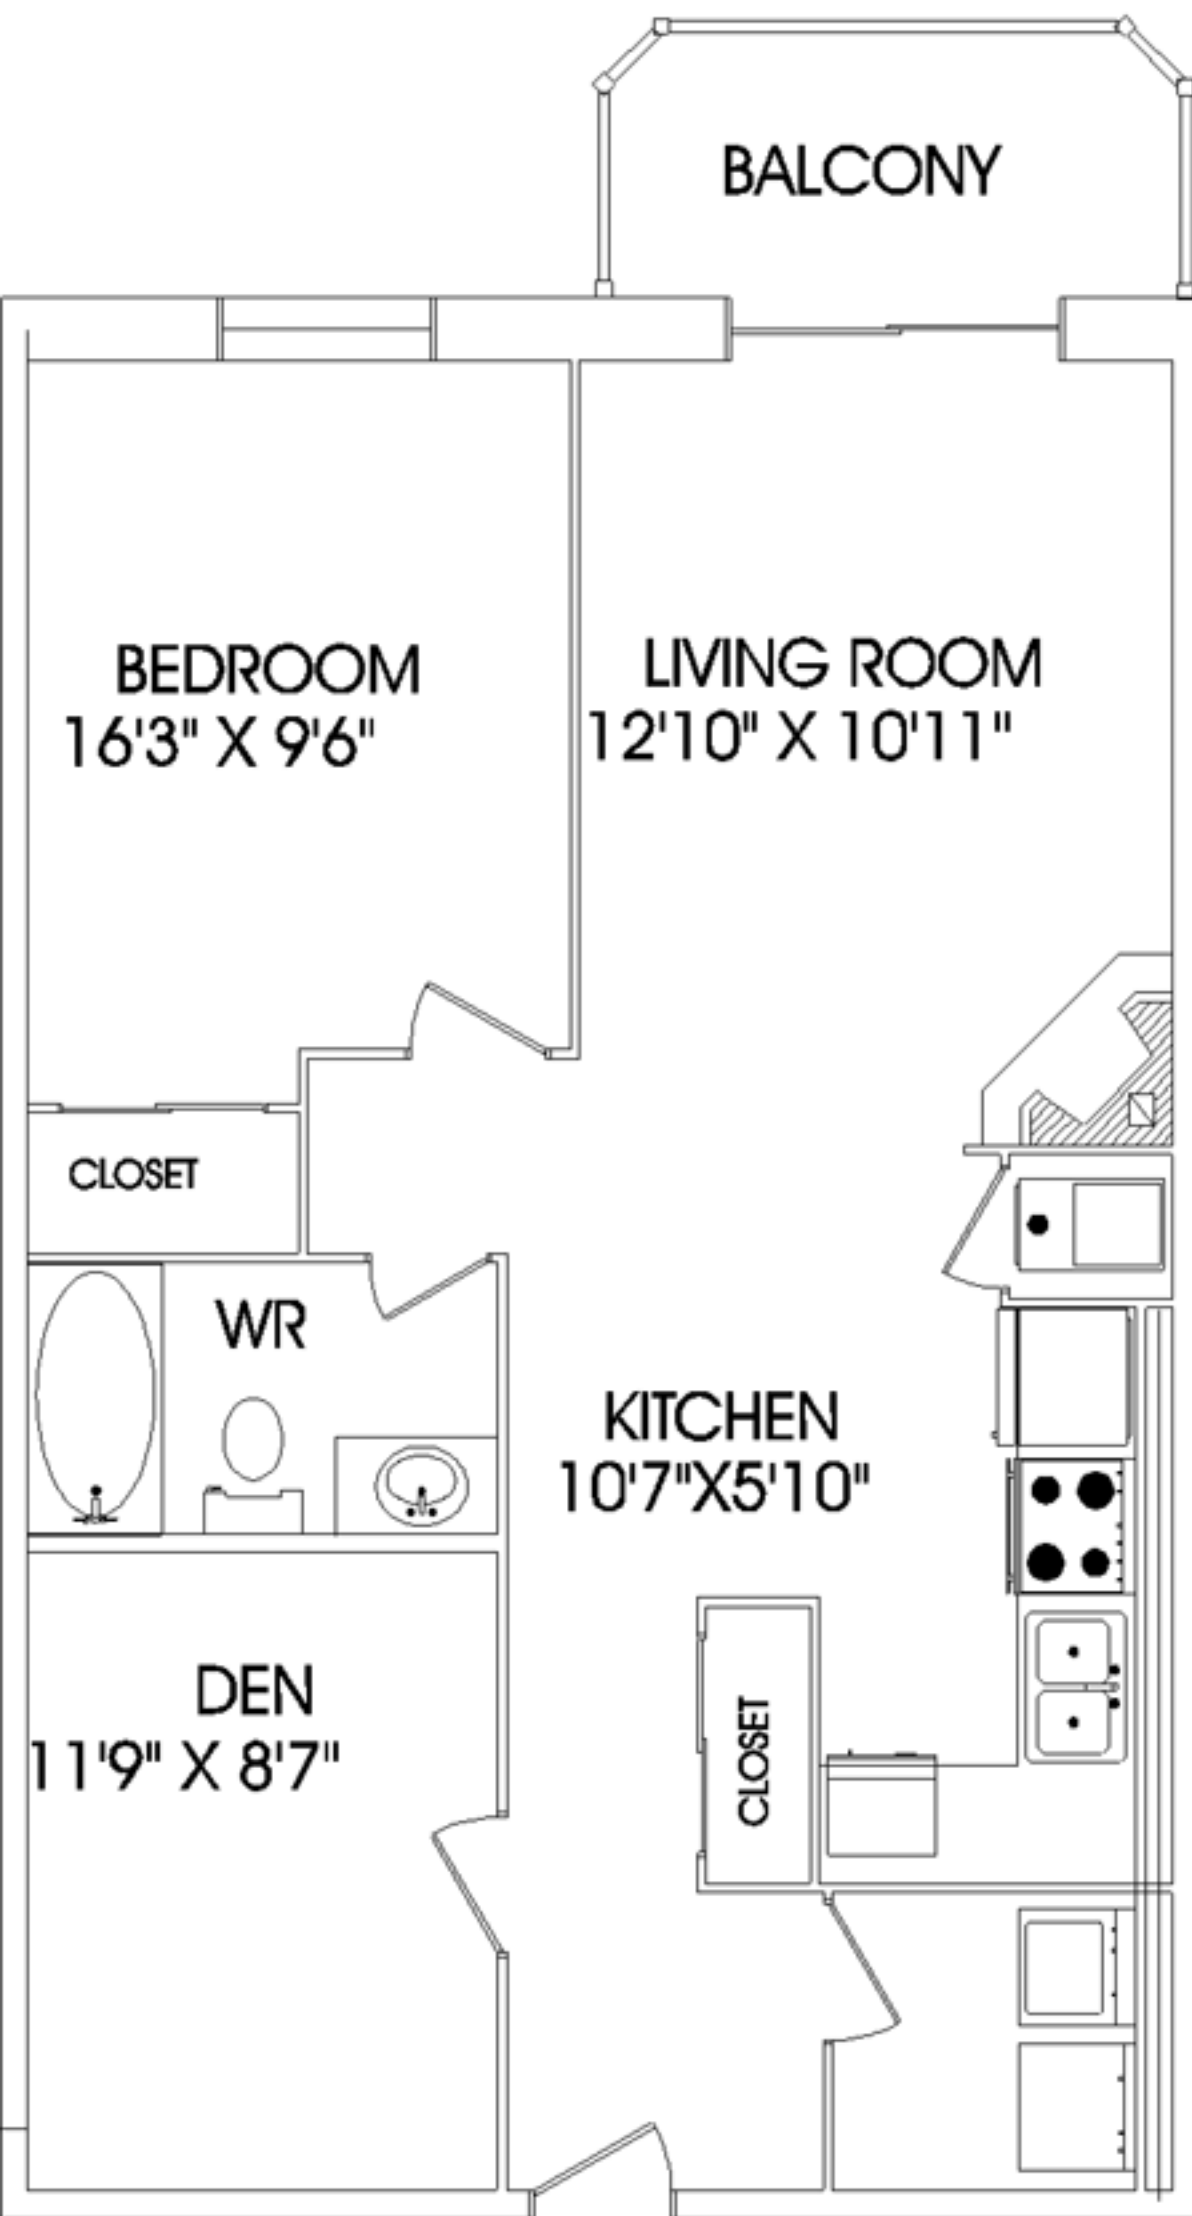 BALCONY
BEDROOM
16'3" X 9'6"
LIVING ROOM
12'10" X 10'11"
CLOSET
WR
KITCHEN
10'7"X5'10"
DEN
11'9" X 8'7"
CLOSET